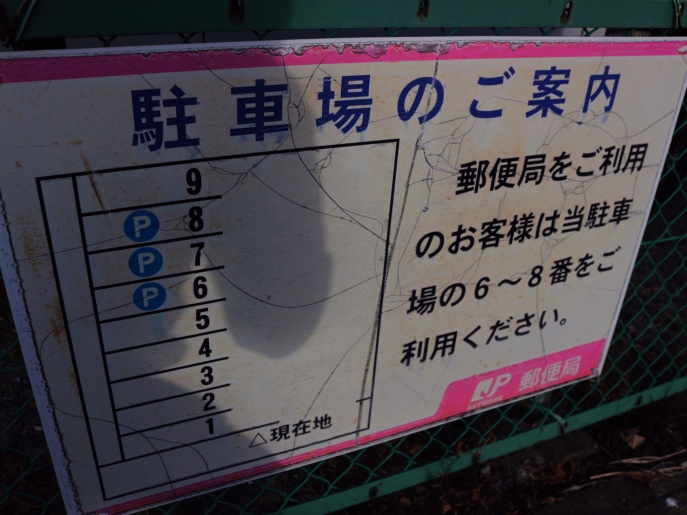 駐車場のご案内
9
P 8
P 7
P 6
5
4
3
2
1
△現在地
郵便局をご利用
のお客様は当駐車
場の6~8番をご
利用ください。
JP 郵便局
NETWORK